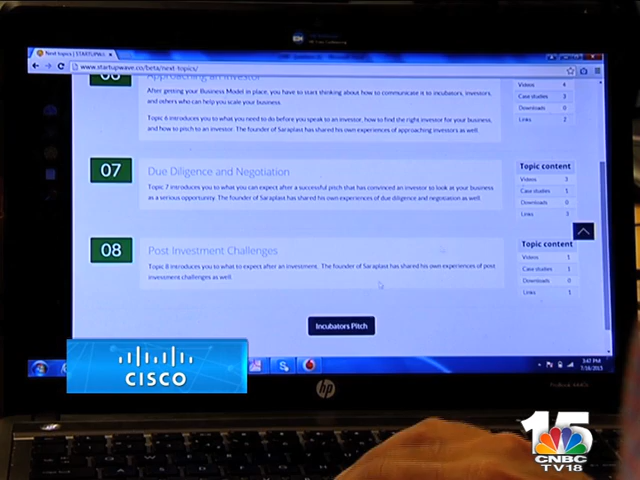 Next topics | STARTUPWave
www.startupwave.co/beta/next-topics/
06
Approaching an Investor
After getting your Business Model in place, you have to start thinking about how to communicate it to incubators, investors,
and others who can help you scale your business.
Topic 6 introduces you to what you need to do before you speak to an investor, how to find the right investor for your business,
and how to pitch to an investor. The founder of Saraplast has shared his own experiences of approaching investors as well.
Videos 4
Case studies 3
Downloads 0
Links 2
07
Due Diligence and Negotiation
Topic 7 introduces you to what you can expect after a successful pitch that has convinced an investor to look at your business
as a serious opportunity. The founder of Saraplast has shared his own experiences of due diligence and negotiation as well.
Topic content
Videos 3
Case studies 1
Downloads 0
Links 3
08
Post Investment Challenges
Topic 8 introduces you to what to expect after an investment. The founder of Saraplast has shared his own experiences of post
investment challenges as well.
Topic content
Videos 1
Case studies 1
Downloads 0
Links 1
Incubators Pitch
3:47 PM
7/16/2015
hp
CISCO
15
CNBC
TV18